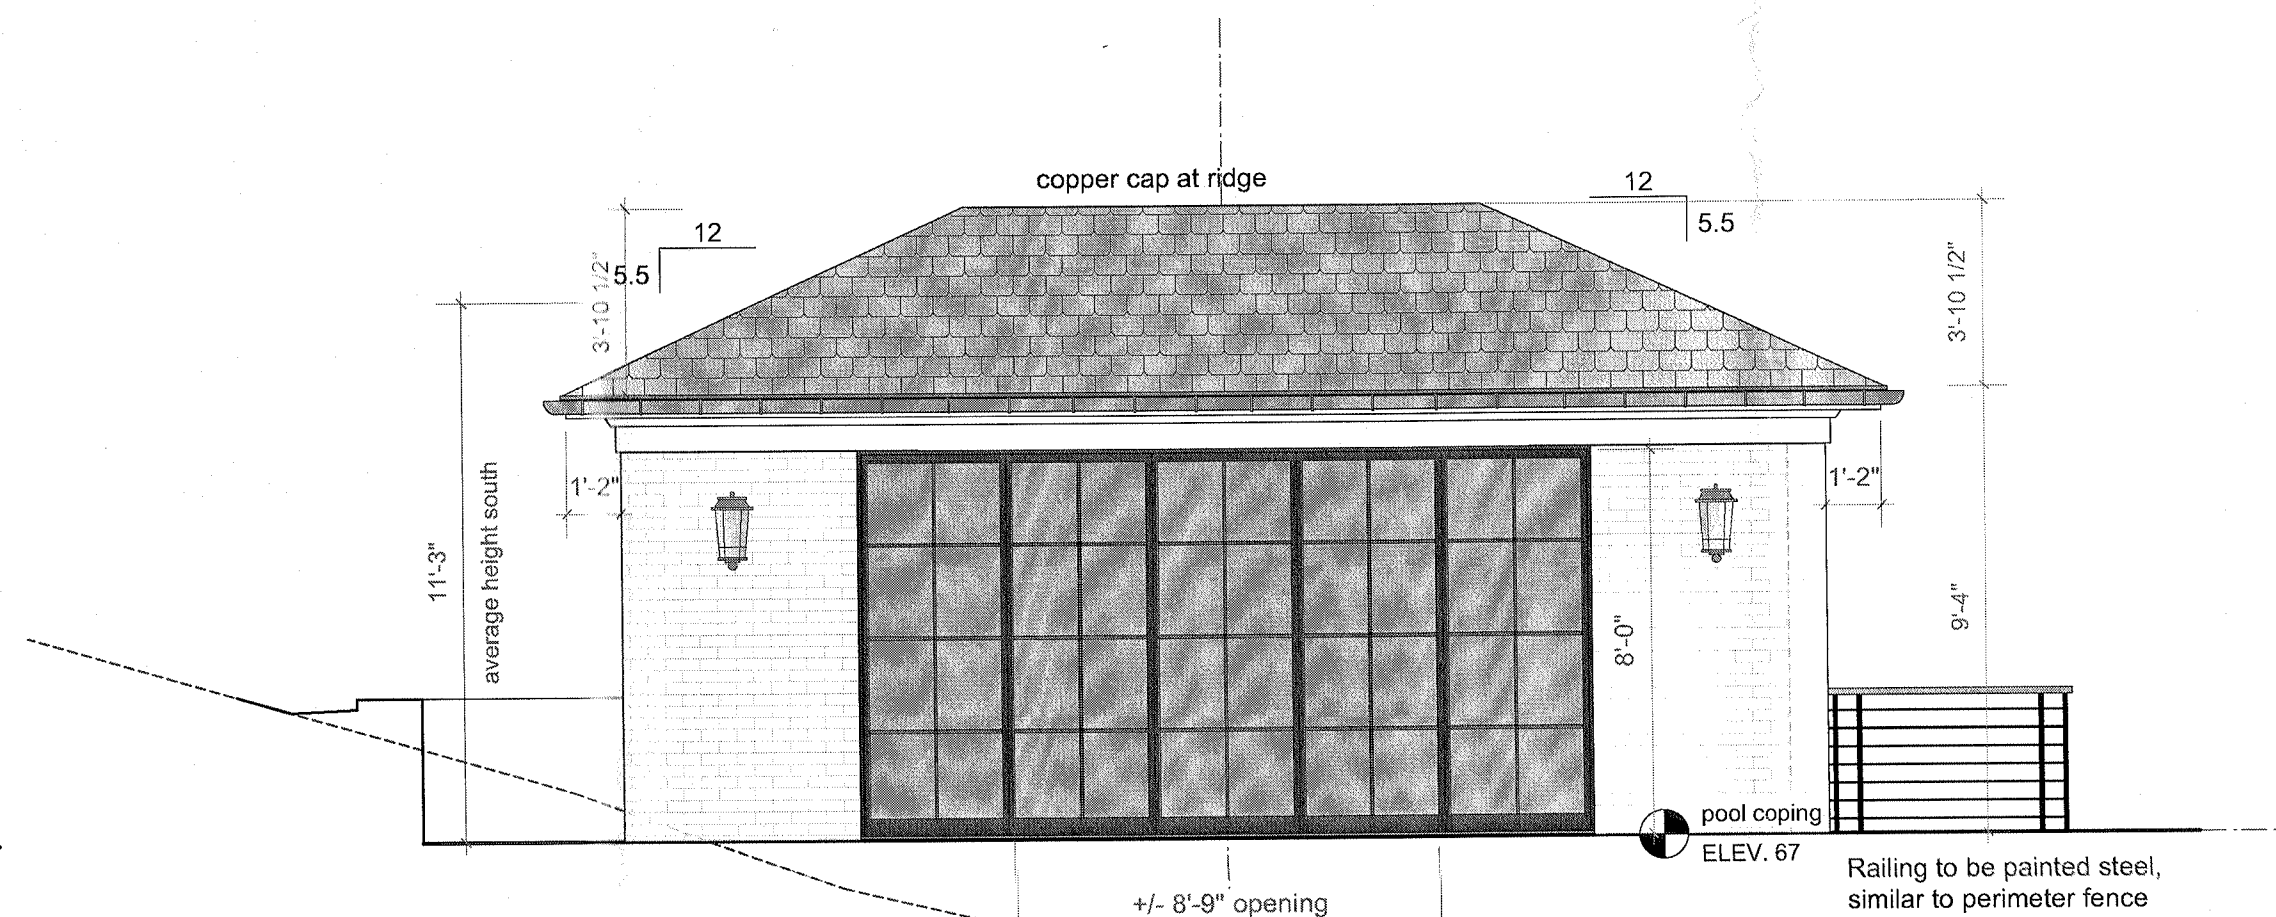 copper cap at ridge
12
5.5
12
5.5
3'-10 1/2"
3'-10 1/2"
11'-3"
average height south
1'-2"
1'-2"
8'-0"
9'-4"
pool coping
ELEV. 67
+/- 8'-9" opening
Railing to be painted steel,
similar to perimeter fence